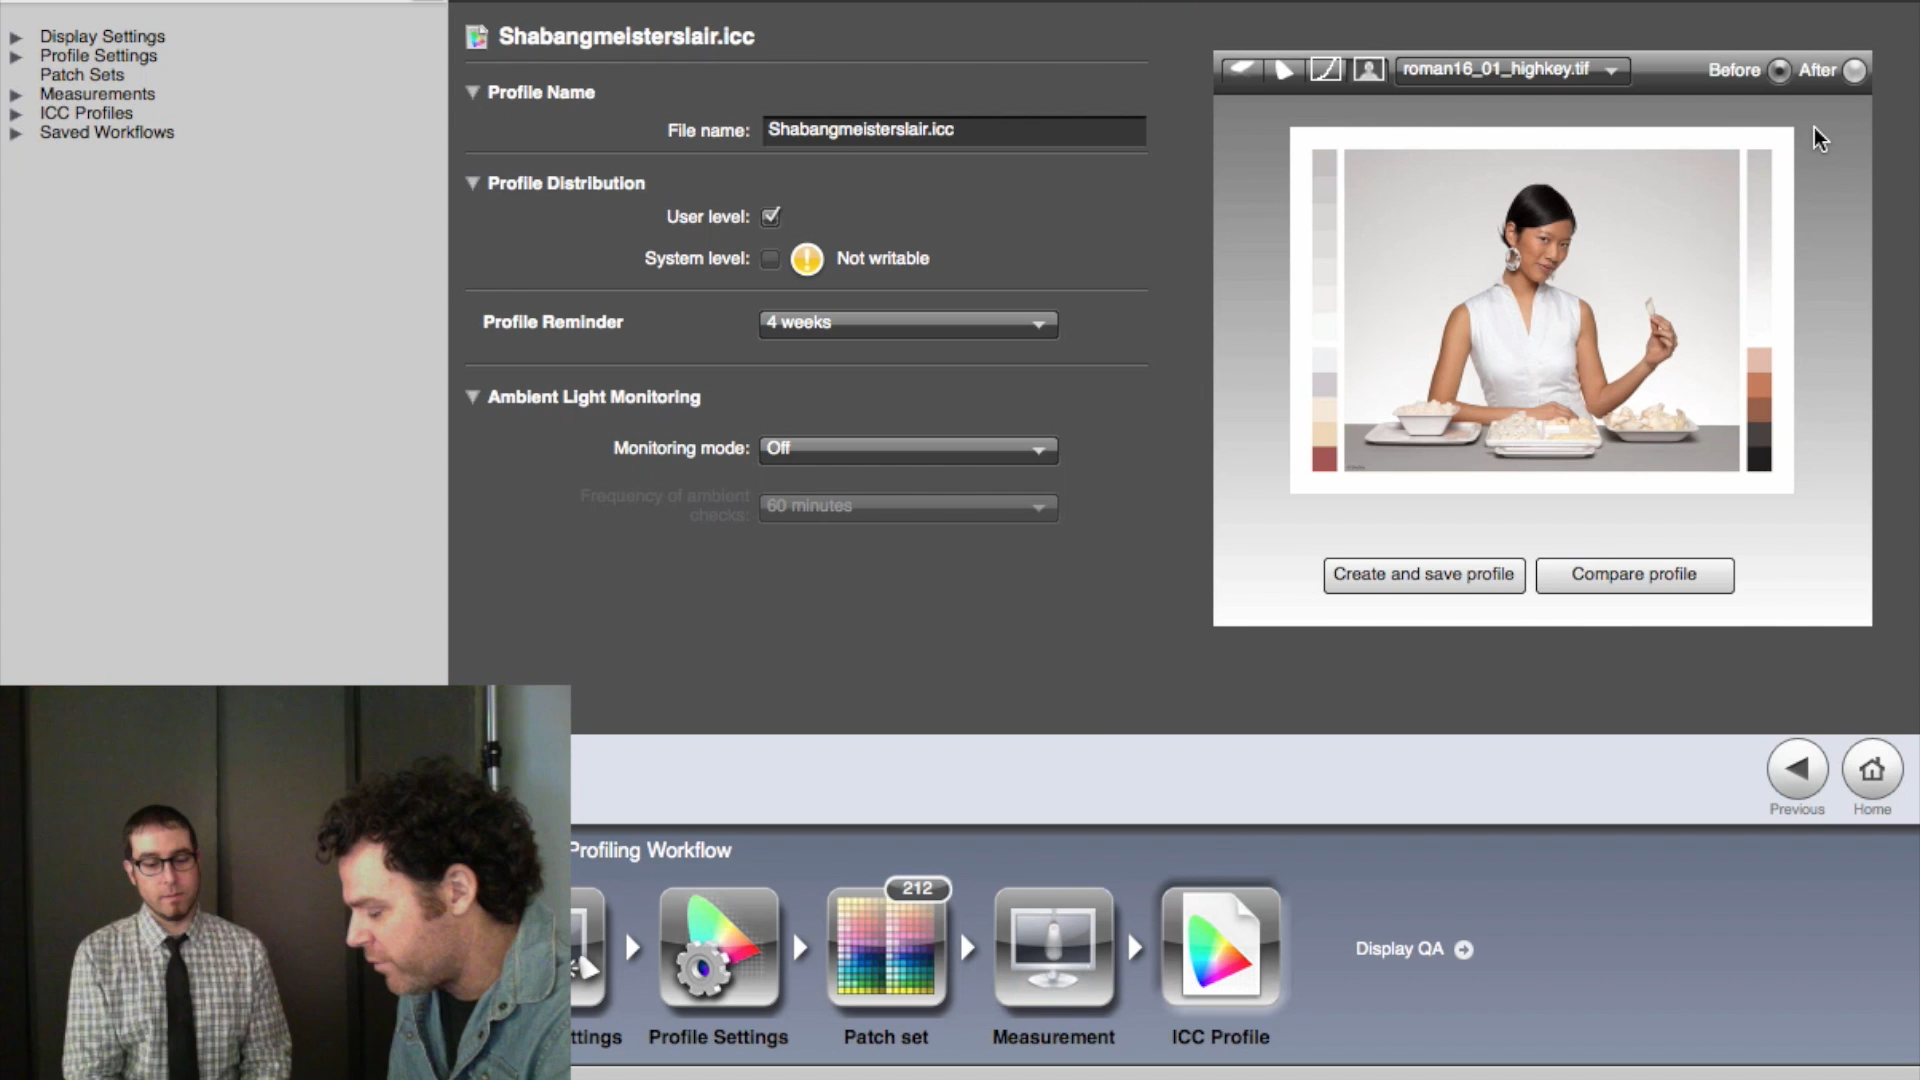 Display Settings
Profile Settings
Patch Sets
Measurements
ICC Profiles
Saved Workflows
Shabangmeisterslair.icc
Profile Name
File name: Shabangmeisterslair.icc
Profile Distribution
User level:
System level: Not writable
Profile Reminder 4 weeks
Ambient Light Monitoring
Monitoring mode: Off
Frequency of ambient
checks: 60 minutes
roman16_01_highkey.tif Before After
Create and save profile Compare profile
Previous Home
Profiling Workflow
212
ttings Profile Settings Patch set Measurement ICC Profile
Display QA